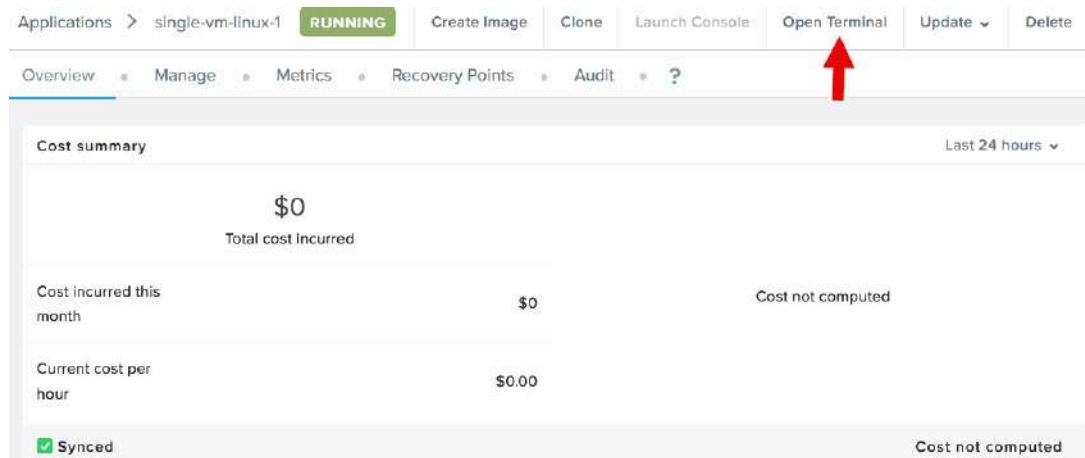 Applications > single-vm-linux-1 RUNNING Create Image Clone Launch Console Open Terminal Update Delete
Overview Manage Metrics Recovery Points Audit ?
Cost summary Last 24 hours
$0
Total cost incurred
Cost incurred this
month
$0
Cost not computed
Current cost per
hour
$0.00
Synced Cost not computed